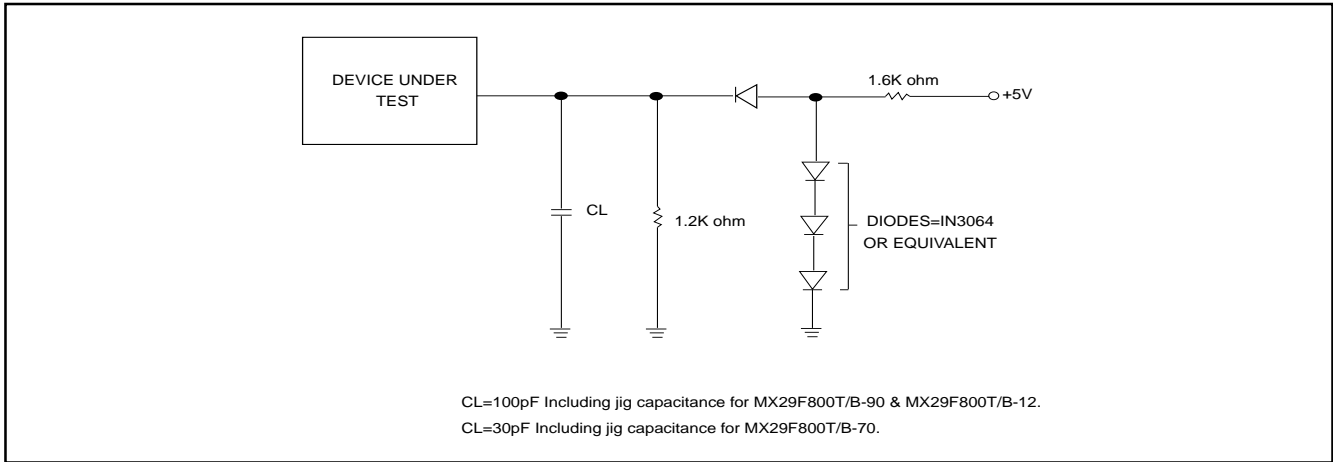 DEVICE UNDER
TEST
1.6K ohm
+5V
CL
1.2K ohm
DIODES=IN3064
OR EQUIVALENT
CL=100pF Including jig capacitance for MX29F800T/B-90 & MX29F800T/B-12.
CL=30pF Including jig capacitance for MX29F800T/B-70.